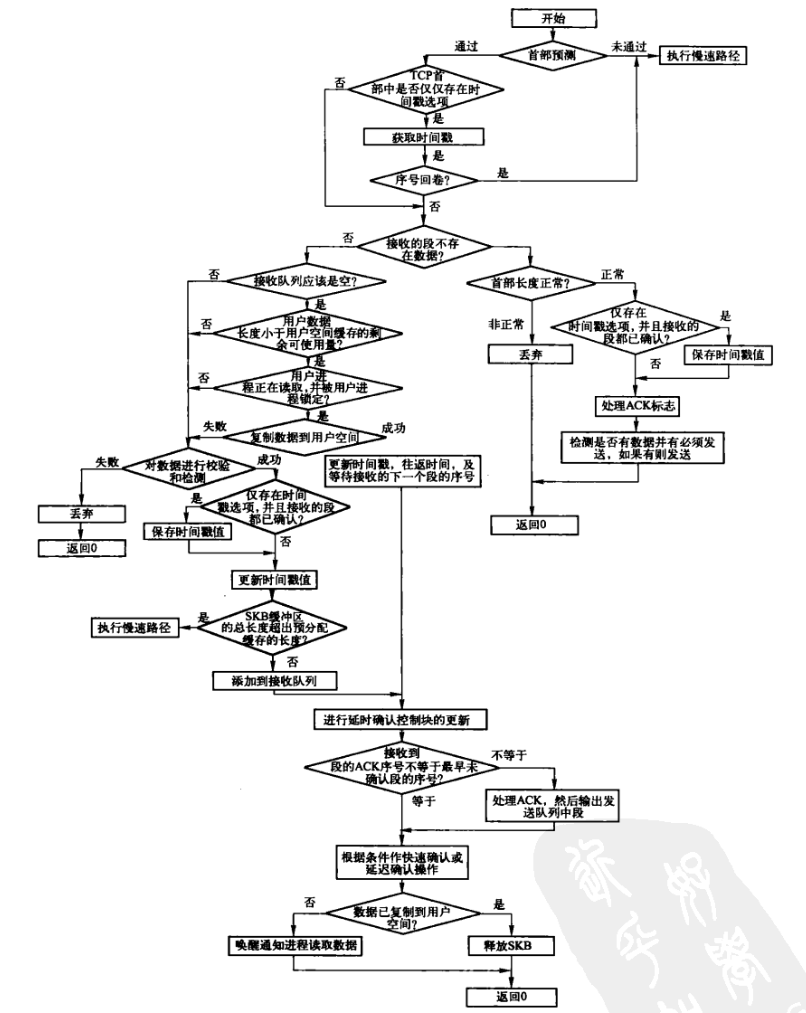 开始
首部预测
通过
未通过
执行慢速路径
TCP首
部中是否仅仅存在时
间戳选项
否
是
获取时间戳
是
序号回卷?
是
否
接收的段不存
在数据?
否
接收队列应该是空?
否
是
用户数据
长度小于用户空间缓存的剩
余可使用量?
否
是
用户进
程正在读取,并被用户进
程锁定?
否
是
复制数据到用户空间
失败
成功
对数据进行校验
和检测
失败
成功
丢弃
返回0
仅存在时间
戳选项,并且接收的段
都已确认?
是
否
保存时间戳值
更新时间戳值
SKB缓冲区
的总长度超出预分配
缓存的长度?
是
执行慢速路径
否
添加到接收队列
更新时间戳，往返时间，及
等待接收的下一个段的序号
首部长度正常?
正常
非正常
丢弃
仅存在
时间戳选项,并且接收的
段都已确认?
是
否
保存时间戳值
处理ACK标志
检测是否有数据并有必须发
送，如果有则发送
返回0
进行延时确认控制块的更新
接收到
段的ACK序号不等于最早未
确认段的序号?
不等于
等于
处理ACK，然后输出发
送队列中段
根据条件作快速确认或
延迟确认操作
数据已复制到用户
空间?
否
是
唤醒通知进程读取数据
释放SKB
返回0